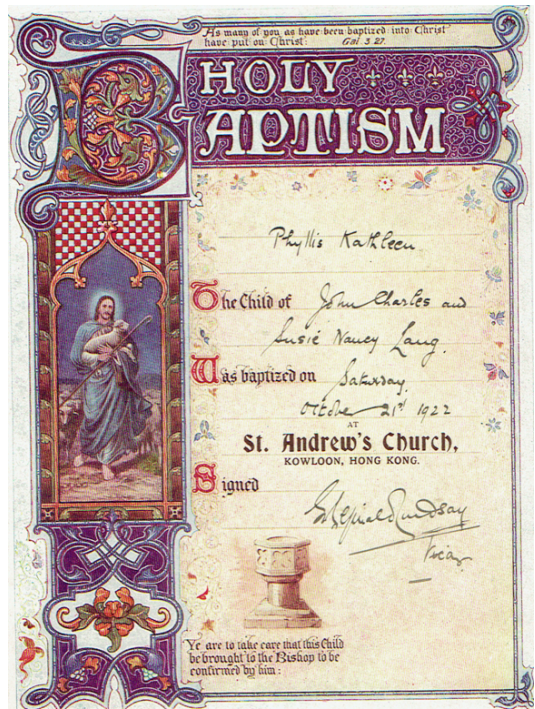 As many of you as have been baptized into Christ
have put on Christ: Gal 3 27.
HOLY
BAPTISM
Phyllis Kathleen
The Child of John Charles and
Susie Nancy Lang.
Was baptized on Saturday
October 21st 1922
AT
St. Andrew's Church,
KOWLOON, HONG KONG.
Signed
Lindsay
Vicar
Ye are to take care that this Child
be brought to the Bishop to be
confirmed by him: